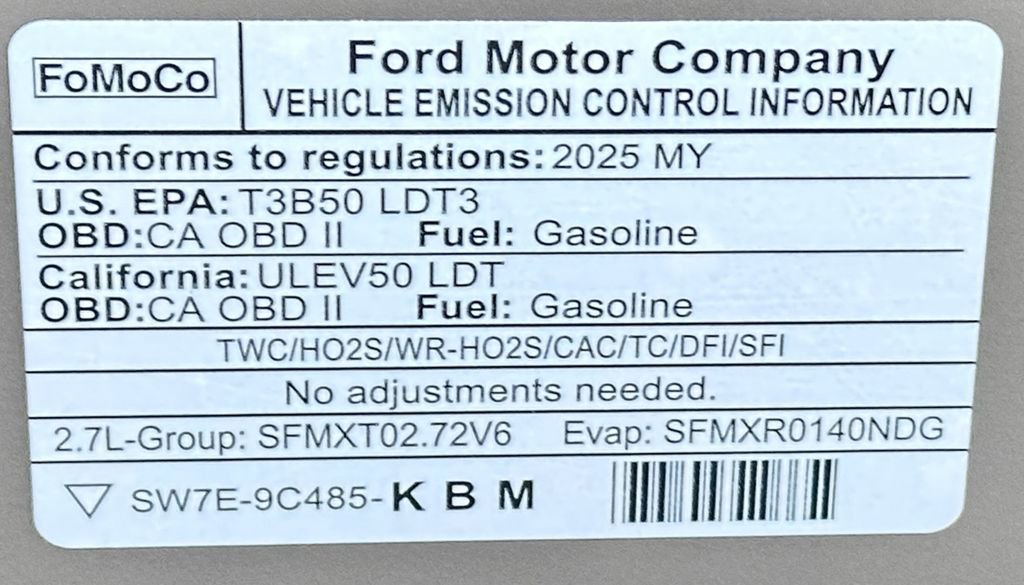 FoMoCo
Ford Motor Company
VEHICLE EMISSION CONTROL INFORMATION
Conforms to regulations: 2025 MY
U.S. EPA: T3B50 LDT3
OBD:CA OBD II Fuel: Gasoline
California: ULEV50 LDT
OBD:CA OBD II Fuel: Gasoline
TWC/HO2S/WR-HO2S/CAC/TC/DFI/SFI
No adjustments needed.
2.7L-Group: SFMXT02.72V6 Evap: SFMXR0140NDG
SW7E-9C485-K B M